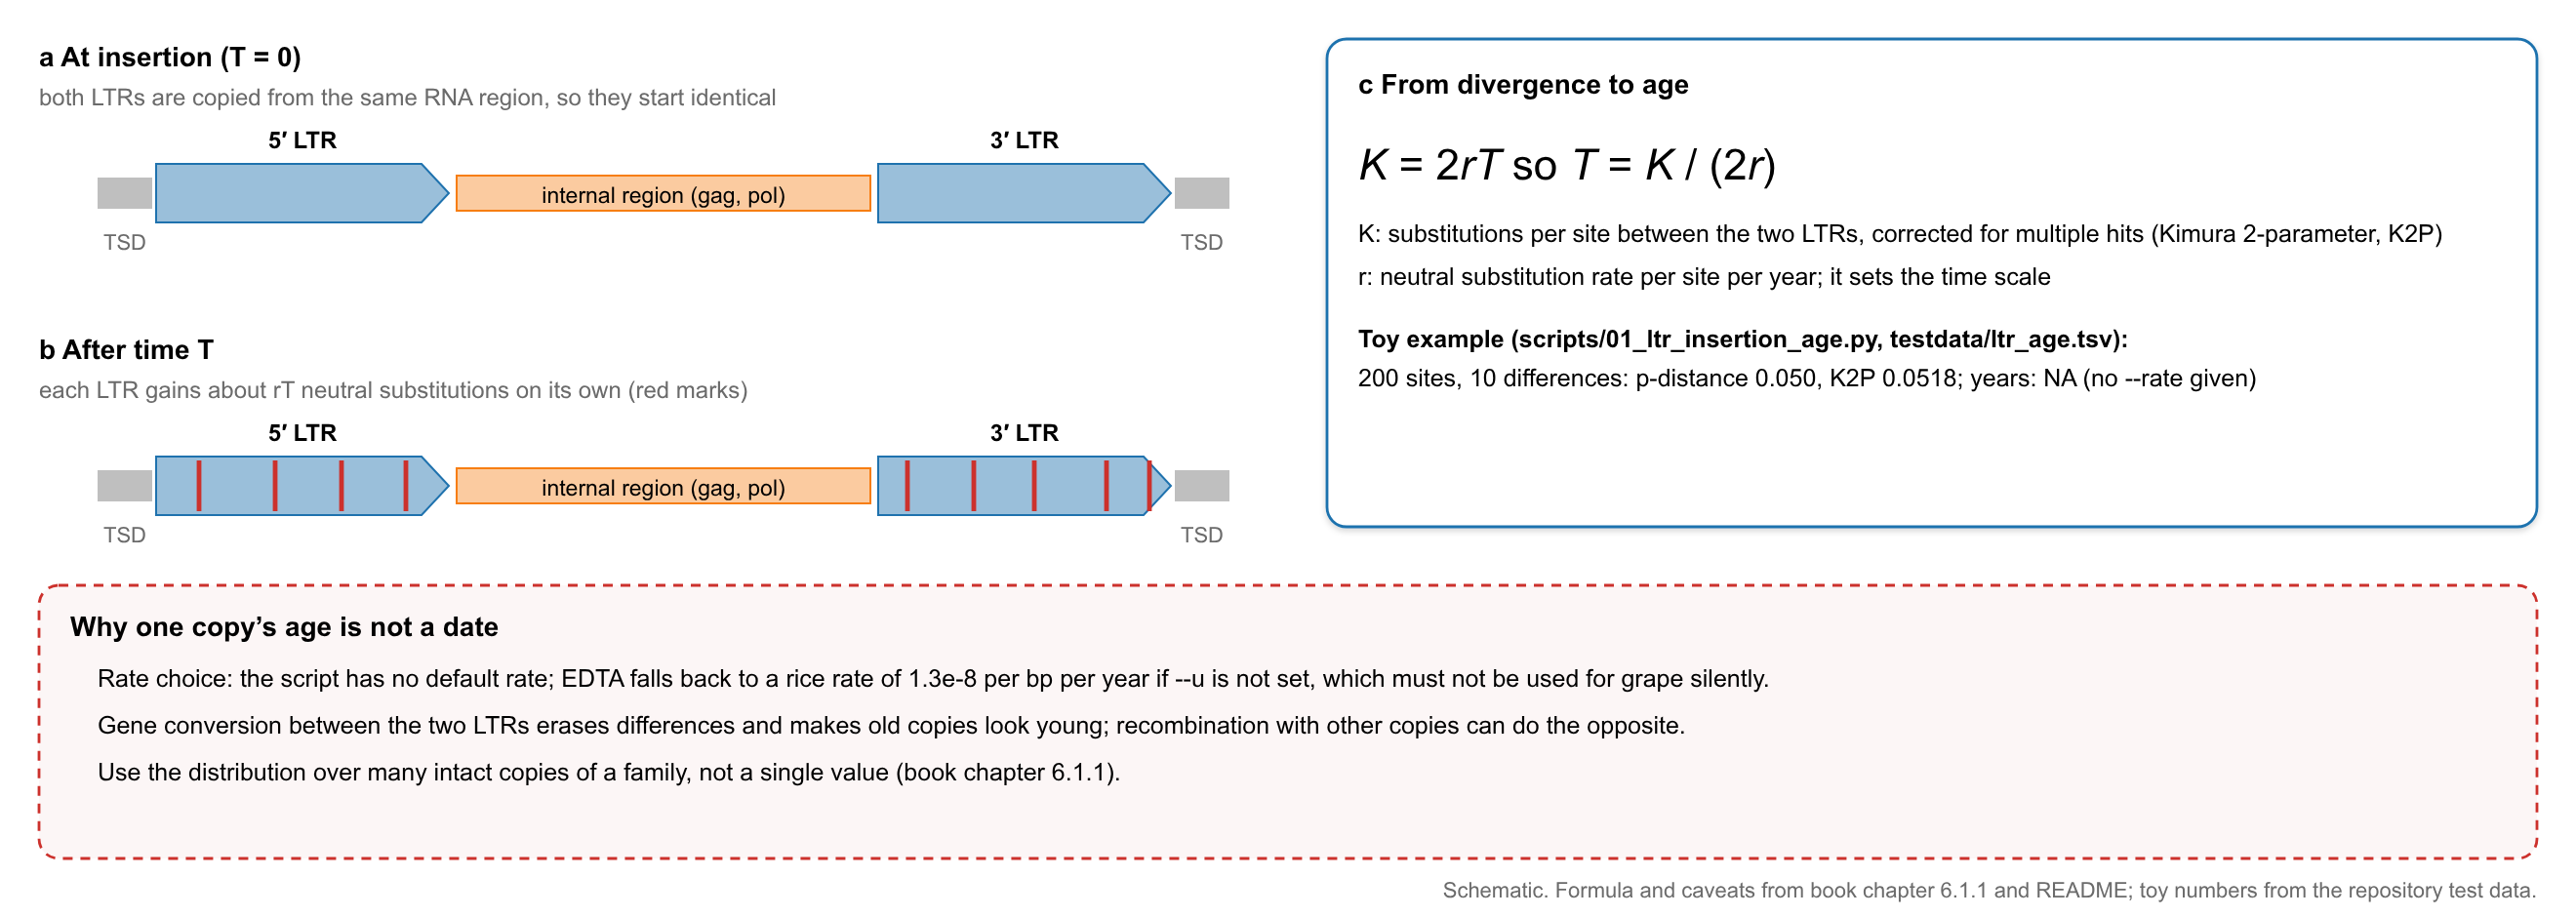 a At insertion (T = 0)
both LTRs are copied from the same RNA region, so they start identical
5′ LTR
3′ LTR
internal region (gag, pol)
TSD
TSD
b After time T
each LTR gains about rT neutral substitutions on its own (red marks)
5′ LTR
3′ LTR
internal region (gag, pol)
TSD
TSD
c From divergence to age
K = 2rT so T = K / (2r)
K: substitutions per site between the two LTRs, corrected for multiple hits (Kimura 2-parameter, K2P)
r: neutral substitution rate per site per year; it sets the time scale
Toy example (scripts/01_ltr_insertion_age.py, testdata/ltr_age.tsv):
200 sites, 10 differences: p-distance 0.050, K2P 0.0518; years: NA (no --rate given)
Why one copy’s age is not a date
Rate choice: the script has no default rate; EDTA falls back to a rice rate of 1.3e-8 per bp per year if --u is not set, which must not be used for grape silently.
Gene conversion between the two LTRs erases differences and makes old copies look young; recombination with other copies can do the opposite.
Use the distribution over many intact copies of a family, not a single value (book chapter 6.1.1).
Schematic. Formula and caveats from book chapter 6.1.1 and README; toy numbers from the repository test data.